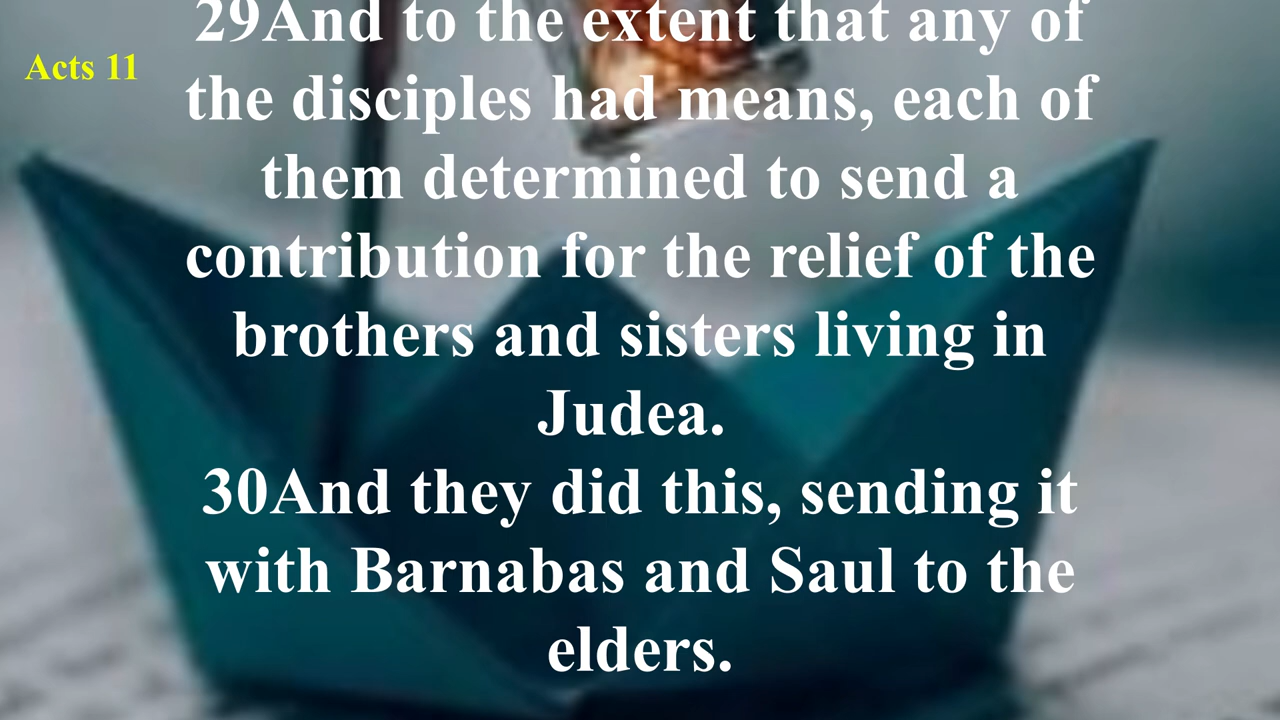 Acts 11
29And to the extent that any of
the disciples had means, each of
them determined to send a
contribution for the relief of the
brothers and sisters living in
Judea.
30And they did this, sending it
with Barnabas and Saul to the
elders.